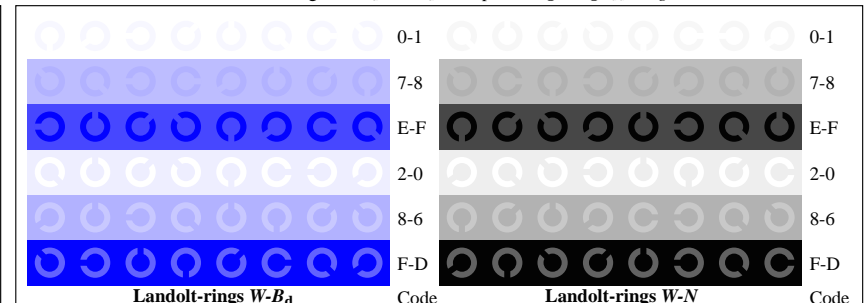 0-1 0-1
7-8 7-8
E-F E-F
2-0 2-0
8-6 8-6
F-D F-D
Landolt-rings W-Bd Code Landolt-rings W-N Code